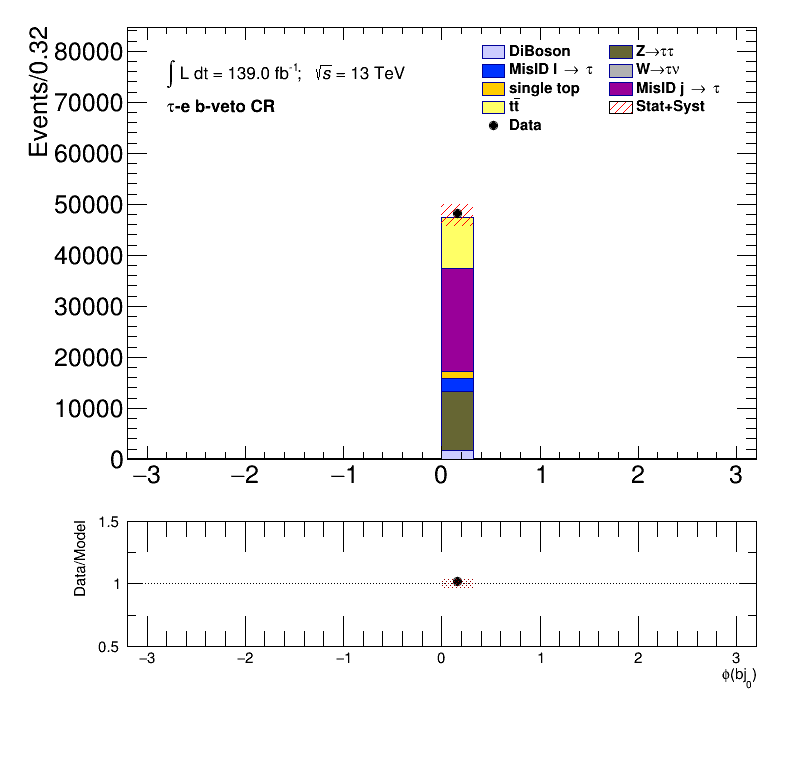 Events/0.32
80000
70000
60000
50000
40000
30000
20000
10000
0
∫ L dt = 139.0 fb⁻¹; √s = 13 TeV
τ-e b-veto CR
DiBoson
Z→ττ
MisID l → τ
W→τν
single top
MisID j → τ
tt̄
Stat+Syst
Data
−3 −2 −1 0 1 2 3
Data/Model
1.5
1
0.5
−3 −2 −1 0 1 2 3
ϕ(bj₀)